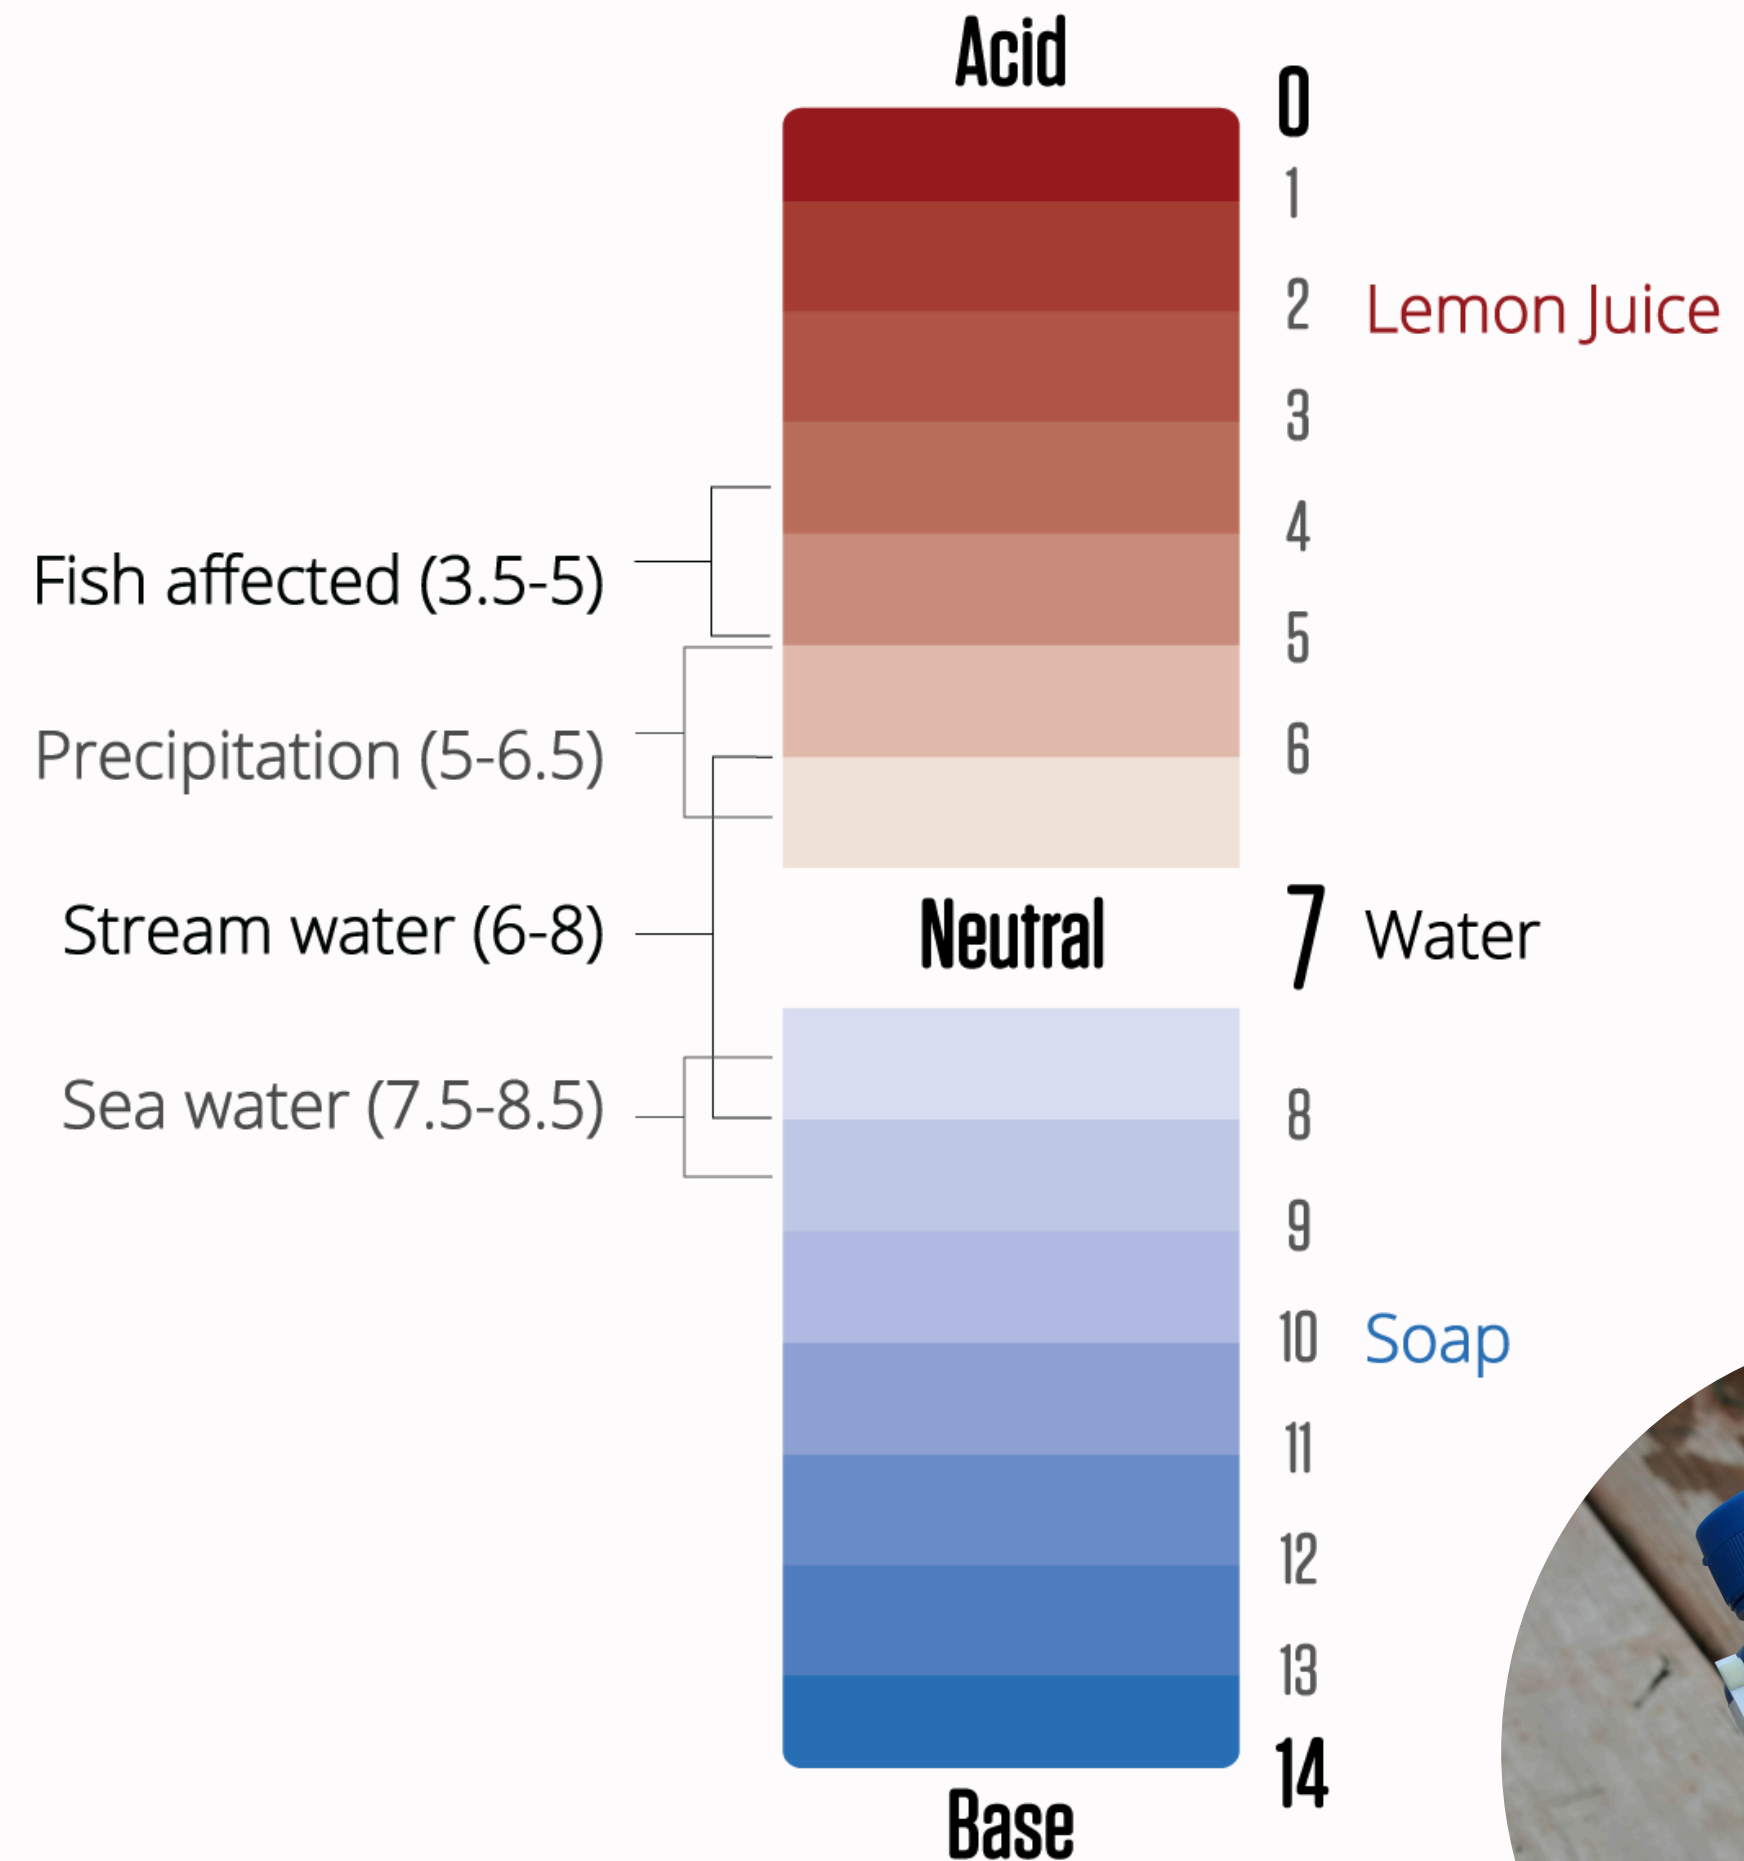 Acid
0
1
2 Lemon Juice
3
Fish affected (3.5-5)
4
5
Precipitation (5-6.5)
6
Stream water (6-8)
Neutral 7 Water
Sea water (7.5-8.5)
8
9
10 Soap
11
12
13
14
Base